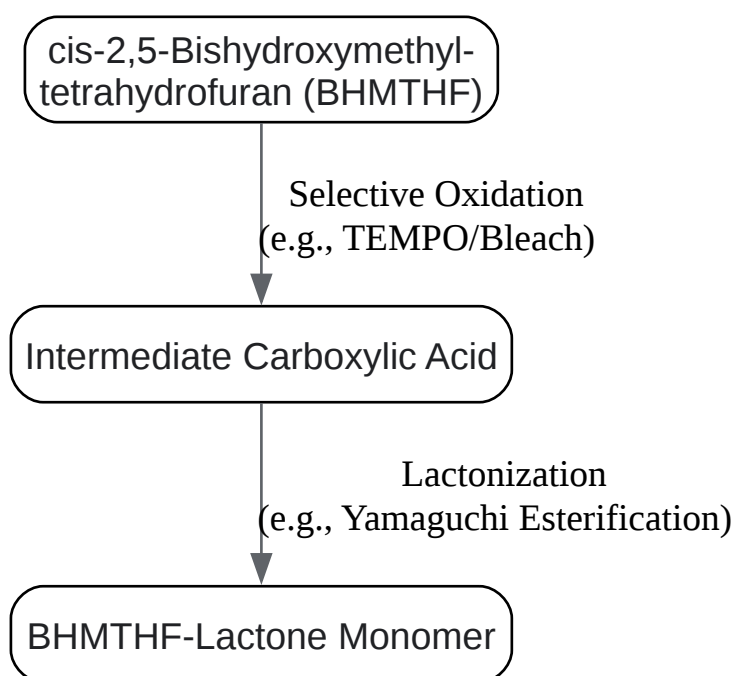 cis-2,5-Bishydroxymethyl-
tetrahydrofuran (BHMTHF)
Selective Oxidation
(e.g., TEMPO/Bleach)
Intermediate Carboxylic Acid
Lactonization
(e.g., Yamaguchi Esterification)
BHMTHF-Lactone Monomer